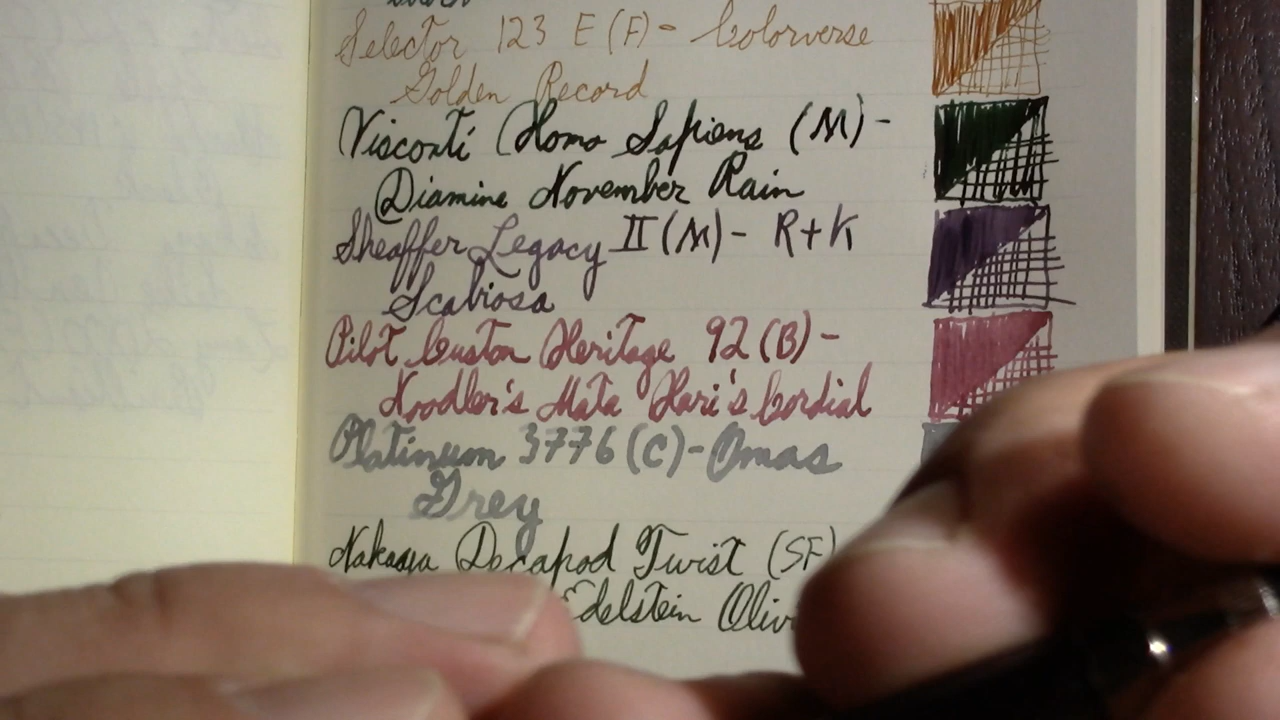 Selector 123 E (F) - Colorverse
Golden Record
Visconti Homo Sapiens (M) -
Diamine November Rain
Sheaffer Legacy II (M) - R+K
Scabiosa
Pilot Custon Heritage 92 (B) -
Noodler's Mata Hari's Cordial
Platinum 3776 (C) - Omas
Grey
Nakaya Decapod Twist (SF)
Edelstein